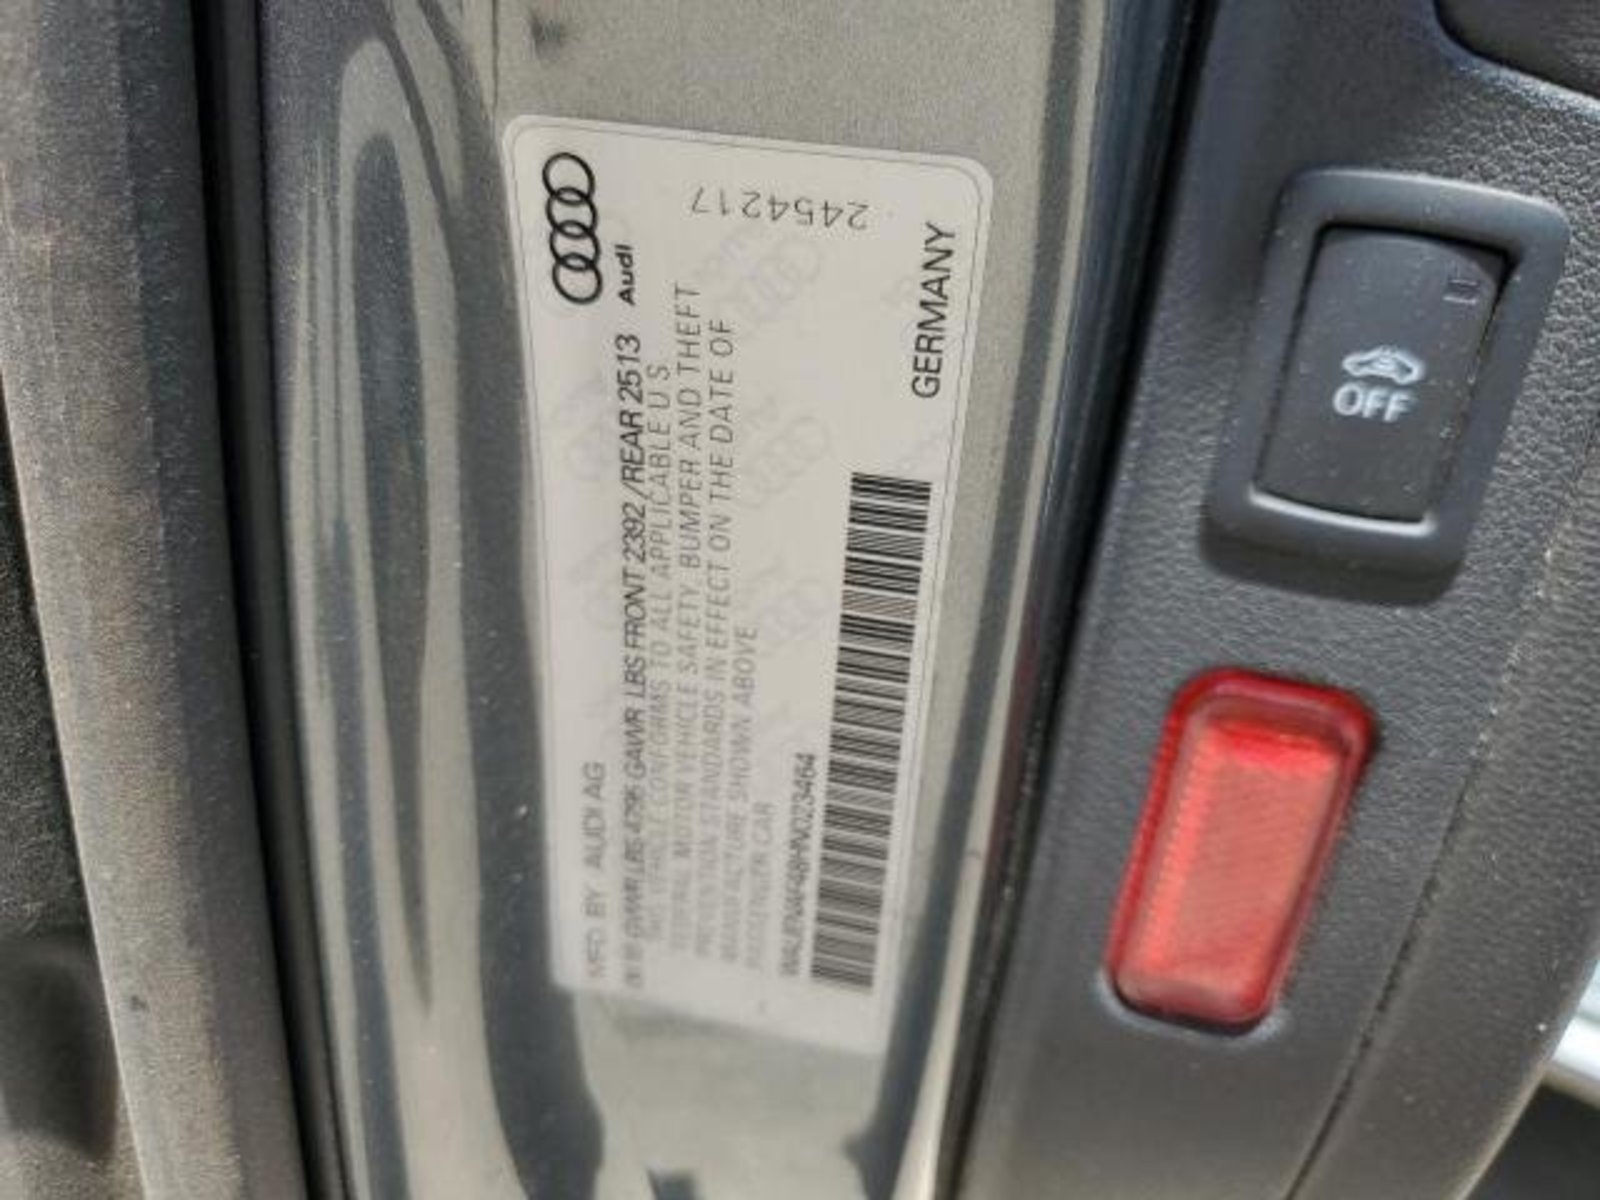 Audi
2454217
MFD BY AUDI AG
GVWR LBS 4795 GAWR LBS FRONT 2392 /REAR 2513
THIS VEHICLE CONFORMS TO ALL APPLICABLE U S
FEDERAL MOTOR VEHICLE SAFETY, BUMPER AND THEFT
PREVENTION STANDARDS IN EFFECT ON THE DATE OF
MANUFACTURE SHOWN ABOVE
PASSENGER CAR
GERMANY
OFF